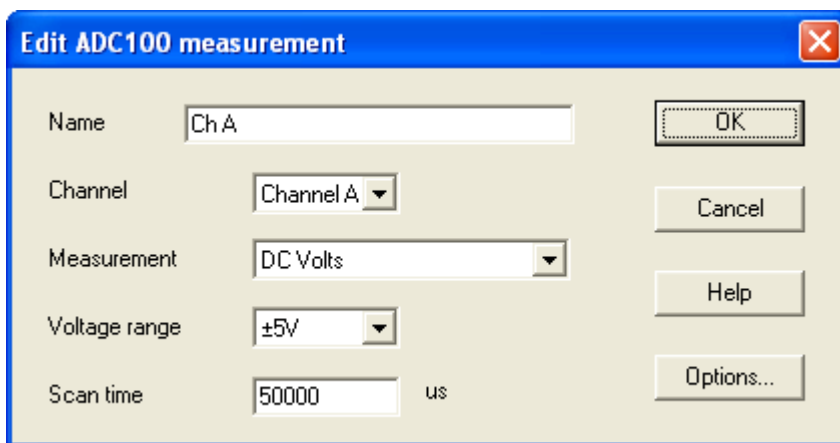 Edit ADC100 measurement
Name
Ch A
OK
Channel
Channel A
Cancel
Measurement
DC Volts
Help
Voltage range
±5V
Options...
Scan time
50000
us